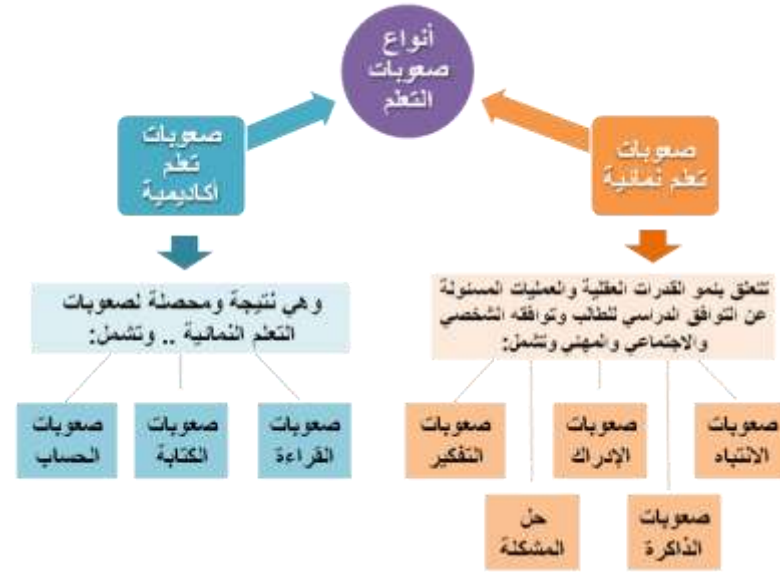 أنواع
صعوبات
التعلم
صعوبات
تعلم نمائية
صعوبات
تعلم
أكاديمية
تتعلق بنمو القدرات العقلية والعمليات المسئولة
عن التوافق الدراسي للطالب وتوافقه الشخصي
والاجتماعي والمهني وتشمل:
وهي نتيجة ومحصلة لصعوبات
التعلم النمائية .. وتشمل:
صعوبات
الانتباه
صعوبات
الإدراك
صعوبات
التفكير
صعوبات
الذاكرة
حل
المشكلة
صعوبات
القراءة
صعوبات
الكتابة
صعوبات
الحساب